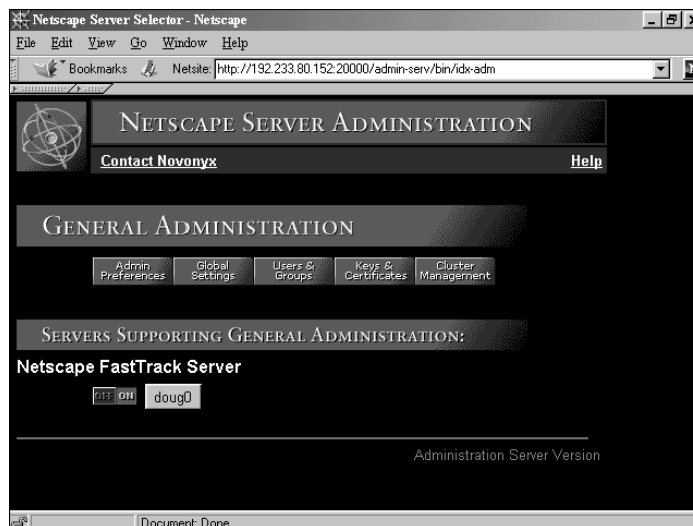 Netscape Server Selector - Netscape
File Edit View Go Window Help
Bookmarks Netsite: http://192.233.80.152:20000/admin-serv/bin/idx-adm
NETSCAPE SERVER ADMINISTRATION
Contact Novonyx Help
GENERAL ADMINISTRATION
Admin Preferences Global Settings Users & Groups Keys & Certificates Cluster Management
SERVERS SUPPORTING GENERAL ADMINISTRATION:
Netscape FastTrack Server
OFF ON doug0
Administration Server Version
Document: Done